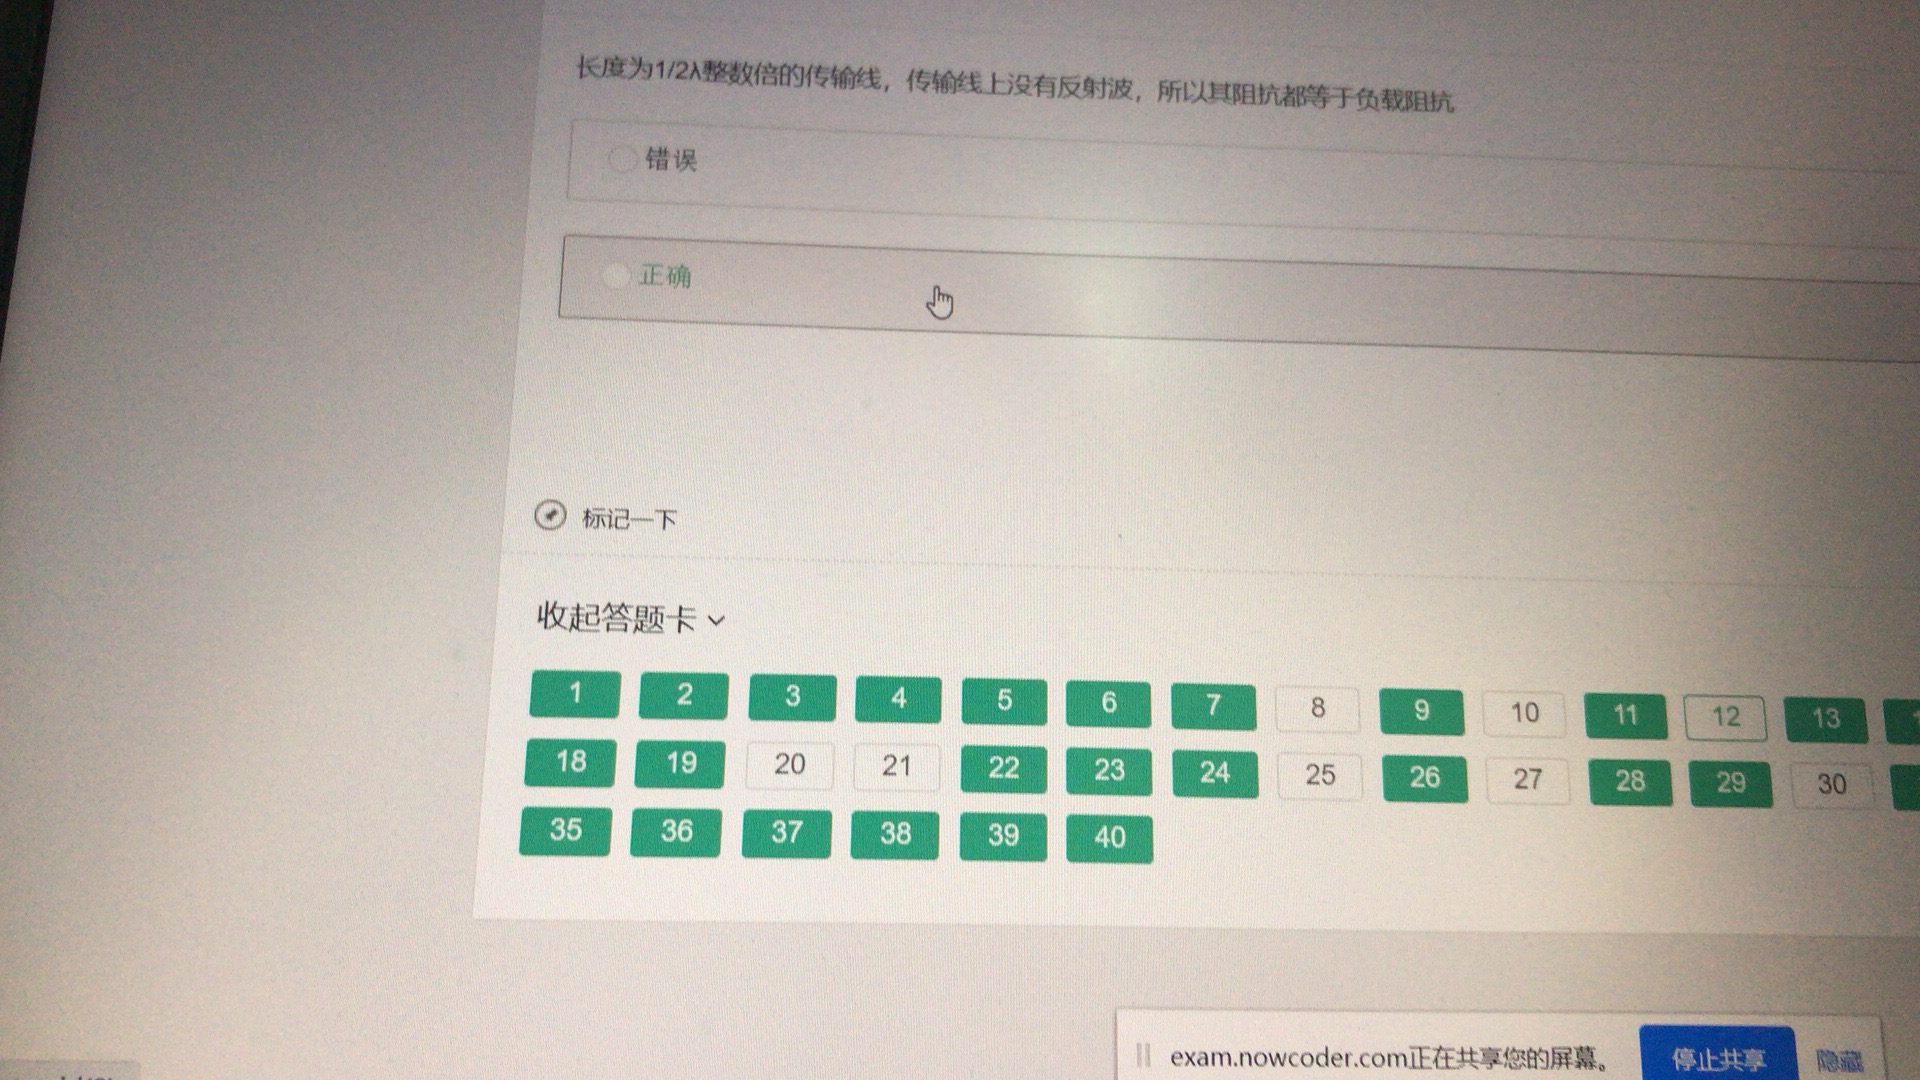 长度为1/2λ整数倍的传输线，传输线上没有反射波，所以其阻抗都等于负载阻抗
错误
正确
标记一下
收起答题卡
1 2 3 4 5 6 7 8 9 10 11 12 13
18 19 20 21 22 23 24 25 26 27 28 29 30
35 36 37 38 39 40
exam.nowcoder.com正在共享您的屏幕。 停止共享 隐藏